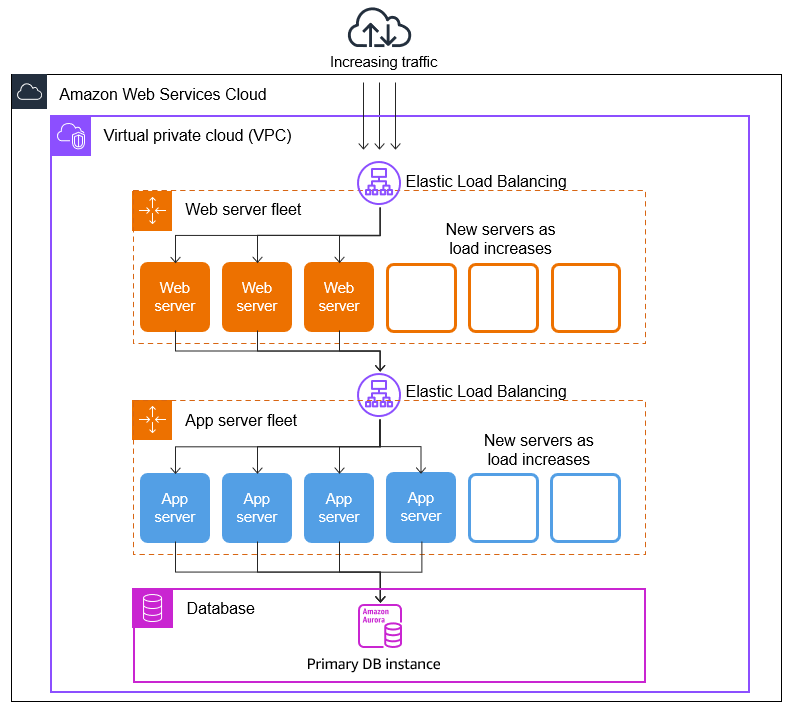 Increasing traffic
Amazon Web Services Cloud
Virtual private cloud (VPC)
Elastic Load Balancing
Web server fleet
New servers as
load increases
Web
server
Web
server
Web
server
Elastic Load Balancing
App server fleet
New servers as
load increases
App
server
App
server
App
server
App
server
Database
Amazon
Aurora
Primary DB instance